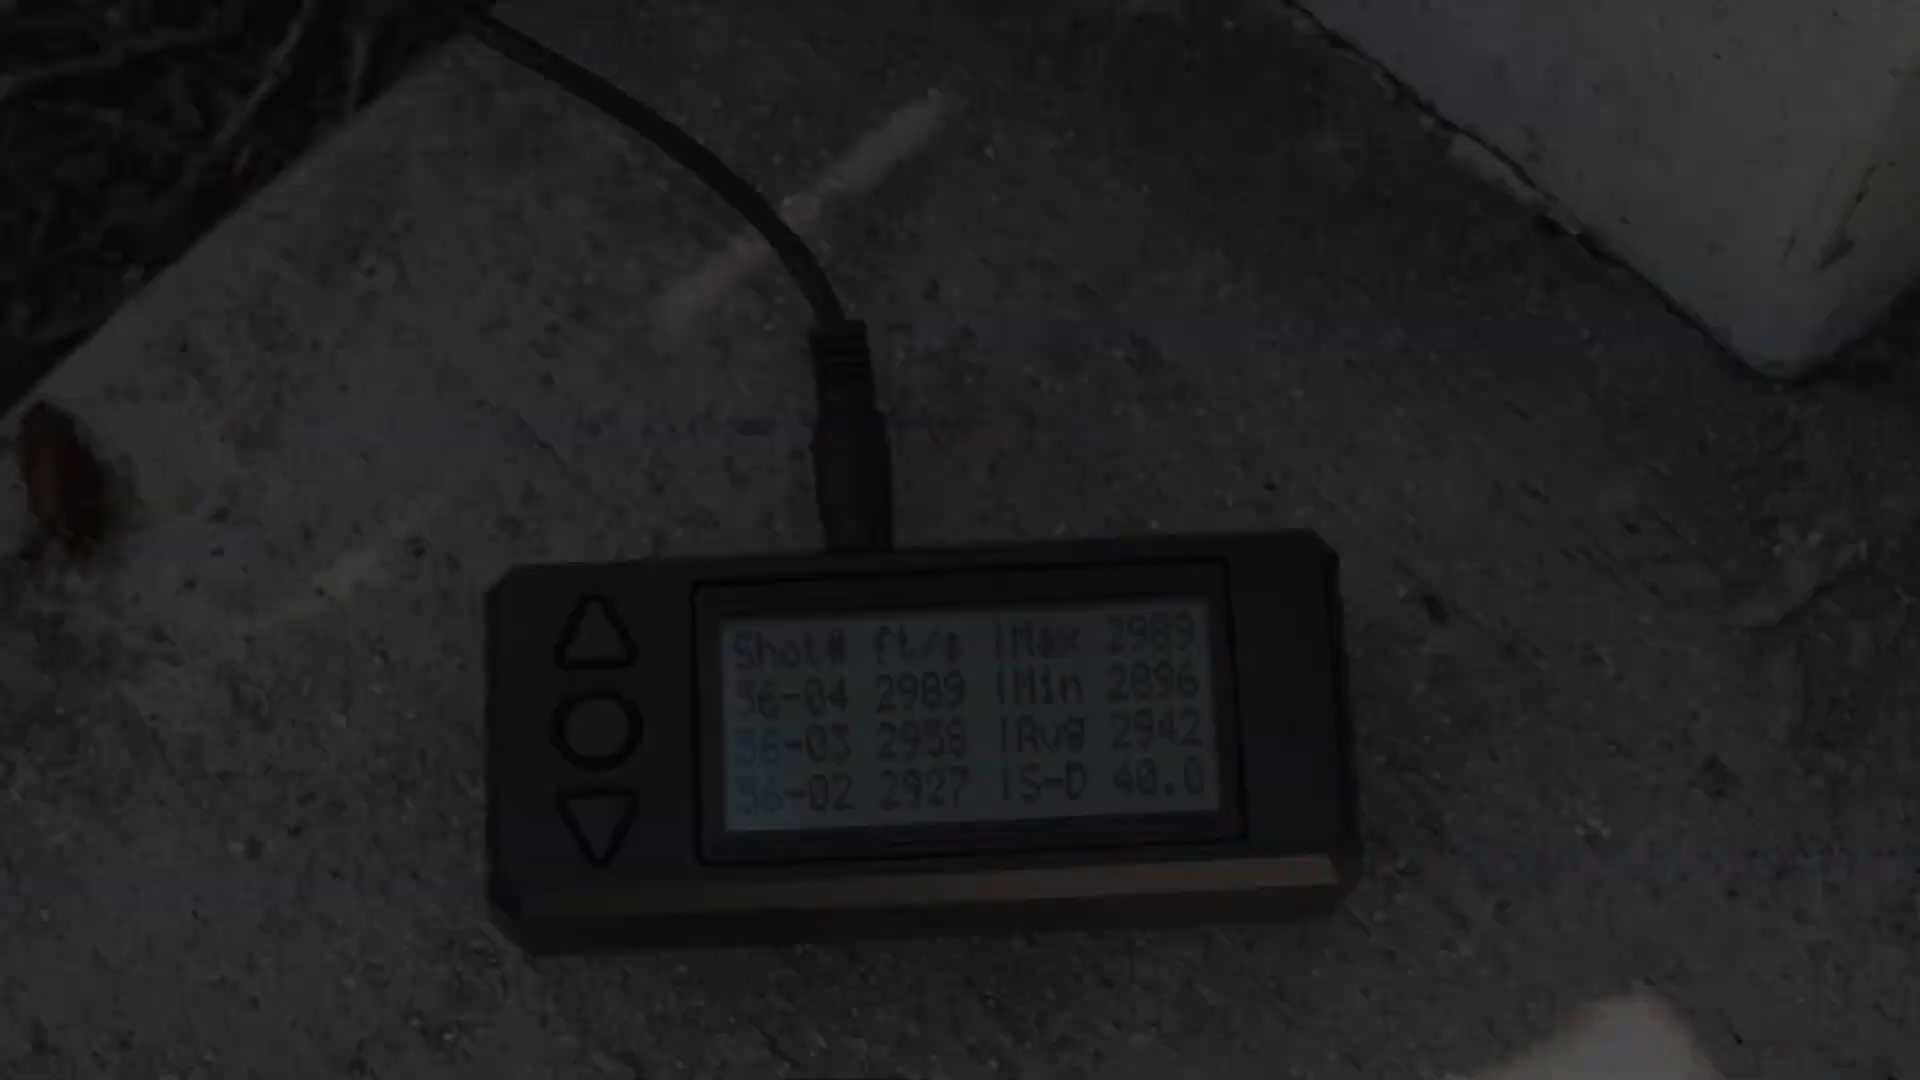 Shot# ft/s |Max 2989
56-04 2989 |Min 2896
56-03 2958 |Avg 2942
56-02 2927 |S-D 40.0